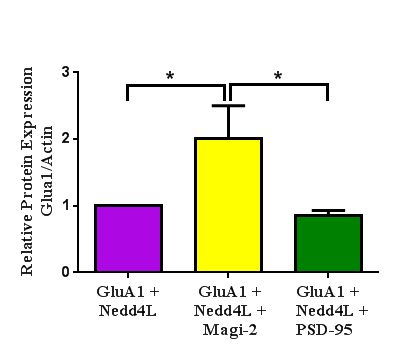 *
*
3
2
1
0
Relative Protein Expression
Glua1/Actin
GluA1 +
Nedd4L
GluA1 +
Nedd4L +
Magi-2
GluA1 +
Nedd4L +
PSD-95